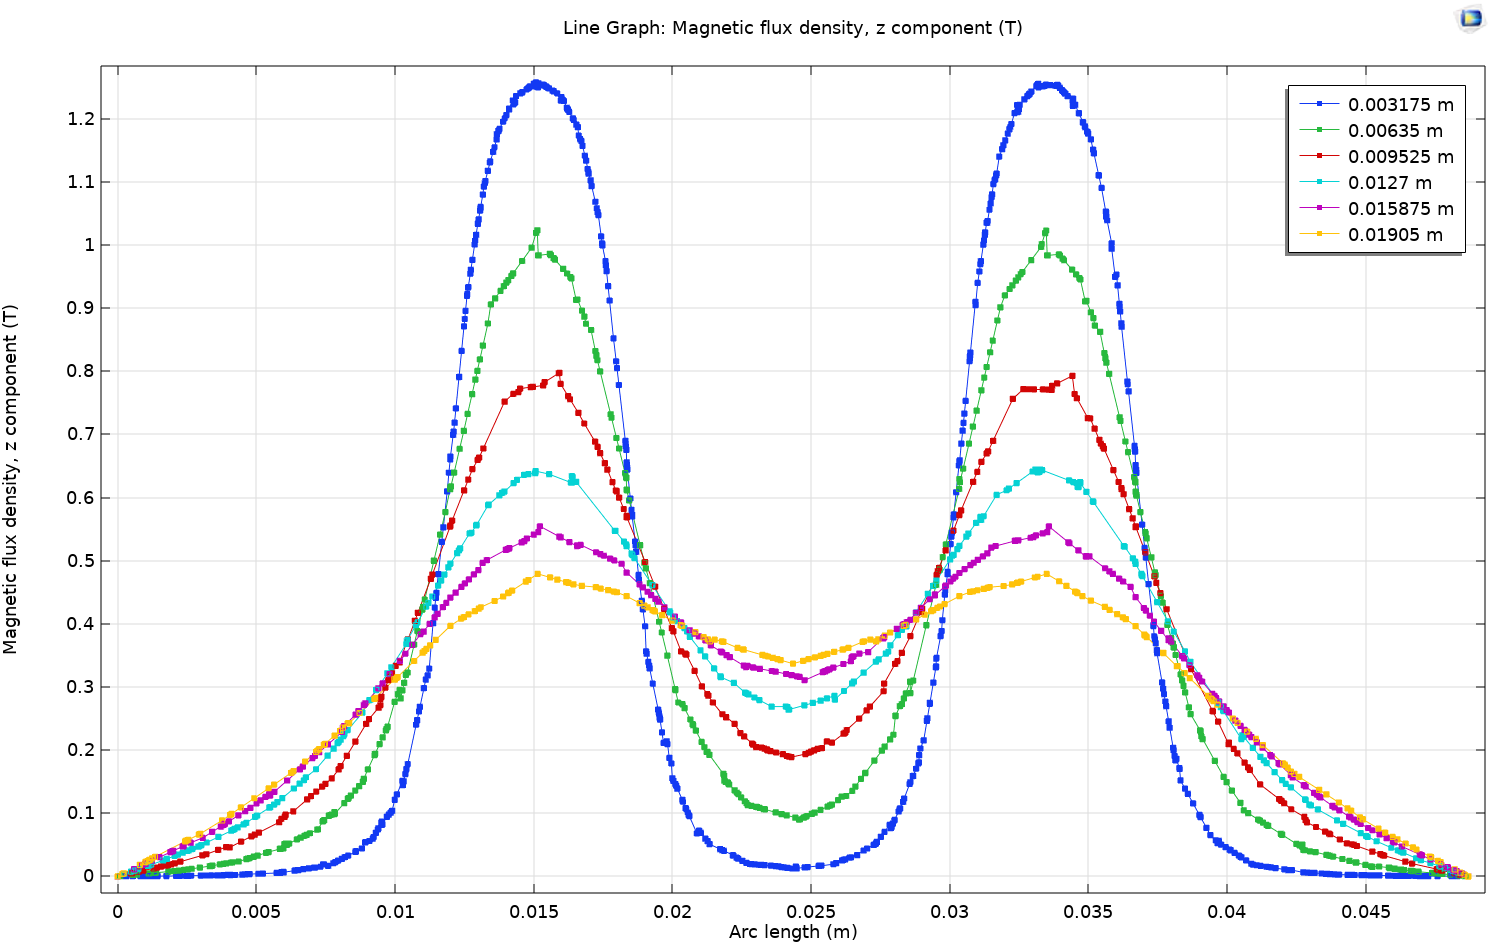 Line Graph: Magnetic flux density, z component (T)
Magnetic flux density, z component (T)
1.2
1.1
1
0.9
0.8
0.7
0.6
0.5
0.4
0.3
0.2
0.1
0
0.003175 m
0.00635 m
0.009525 m
0.0127 m
0.015875 m
0.01905 m
0 0.005 0.01 0.015 0.02 0.025 0.03 0.035 0.04 0.045
Arc length (m)